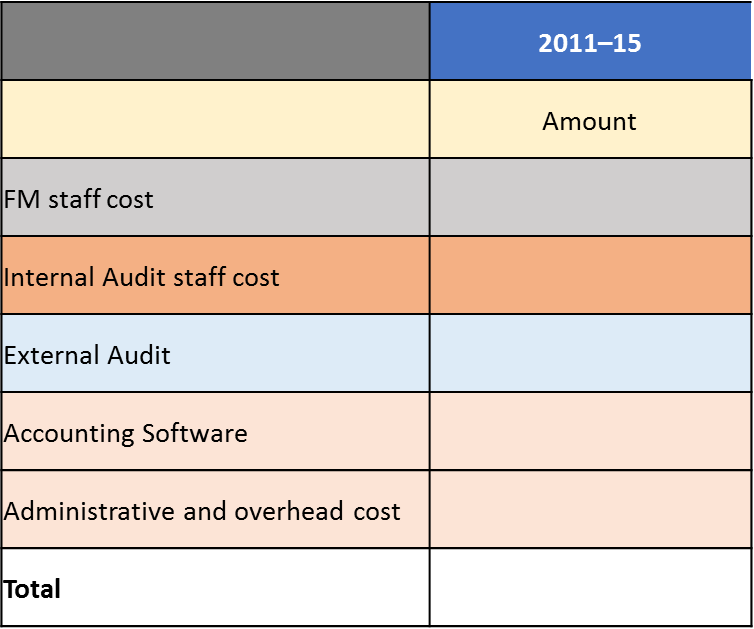 2011–15
Amount
FM staff cost
Internal Audit staff cost
External Audit
Accounting Software
Administrative and overhead cost
Total